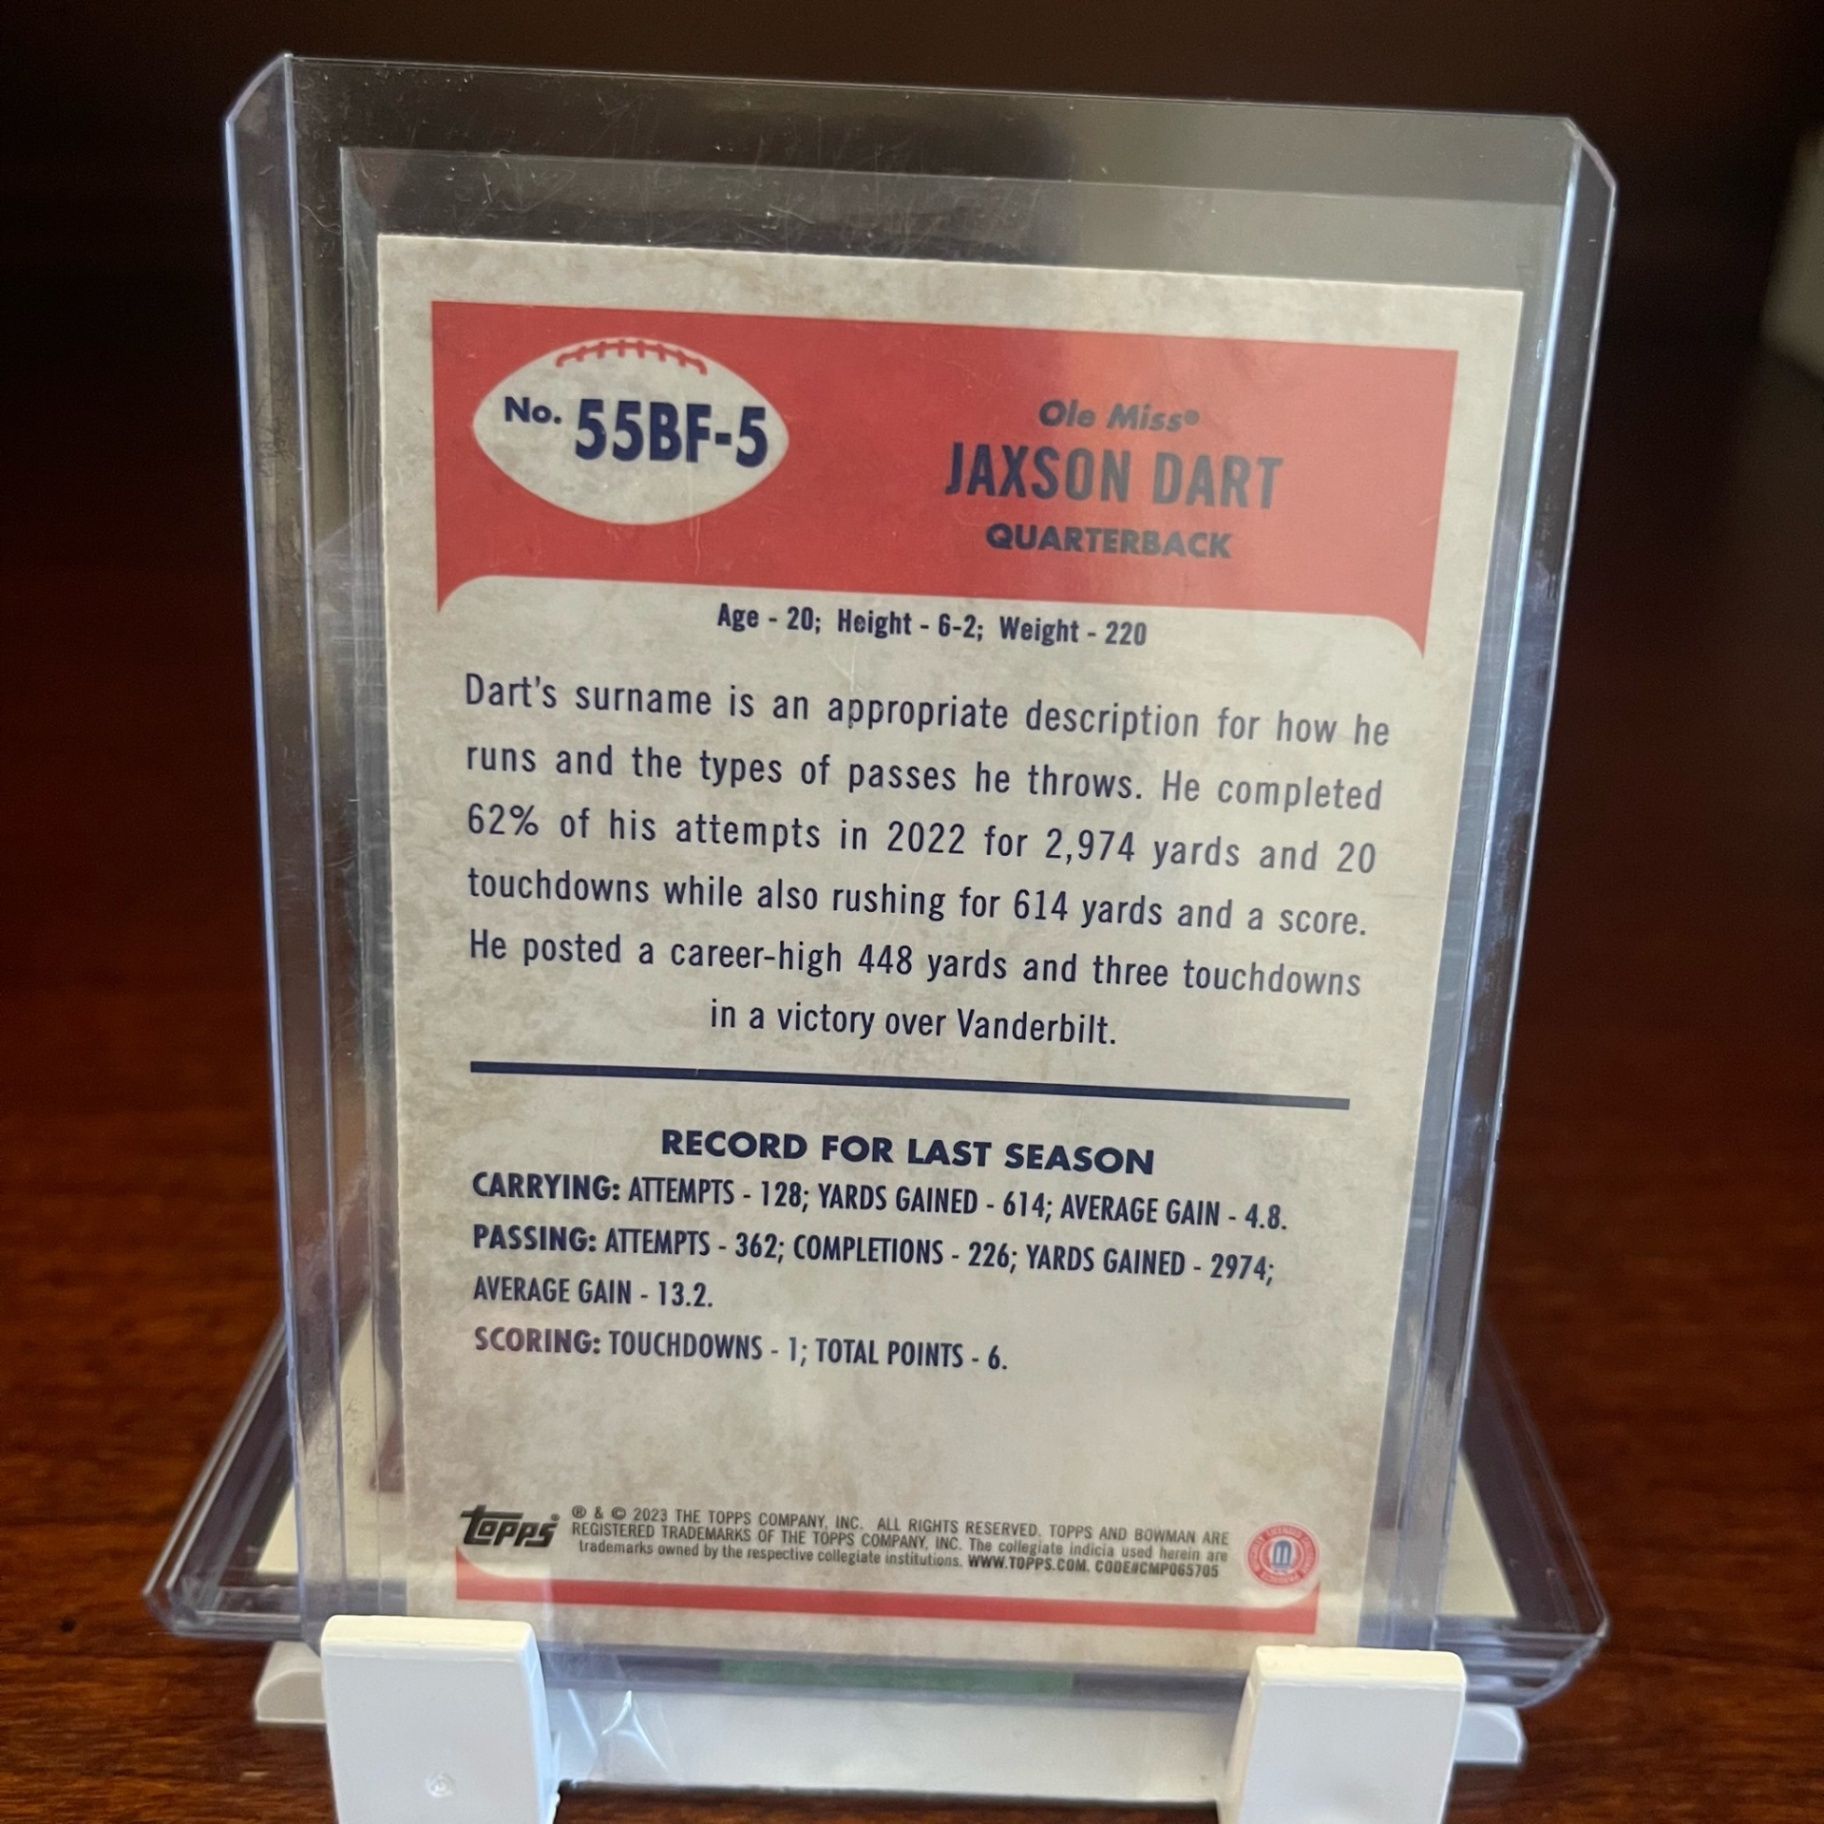 No. 55BF-5
Ole Miss®
JAXSON DART
QUARTERBACK
Age - 20; Height - 6-2; Weight - 220
Dart's surname is an appropriate description for how he
runs and the types of passes he throws. He completed
62% of his attempts in 2022 for 2,974 yards and 20
touchdowns while also rushing for 614 yards and a score.
He posted a career-high 448 yards and three touchdowns
in a victory over Vanderbilt.
RECORD FOR LAST SEASON
CARRYING: ATTEMPTS - 128; YARDS GAINED - 614; AVERAGE GAIN - 4.8.
PASSING: ATTEMPTS - 362; COMPLETIONS - 226; YARDS GAINED - 2974;
AVERAGE GAIN - 13.2.
SCORING: TOUCHDOWNS - 1; TOTAL POINTS - 6.
topps®
® & © 2023 THE TOPPS COMPANY, INC. ALL RIGHTS RESERVED. TOPPS AND BOWMAN ARE
REGISTERED TRADEMARKS OF THE TOPPS COMPANY, INC. The collegiate indicia used herein are
trademarks owned by the respective collegiate institutions. WWW.TOPPS.COM. CODE#CMP065705